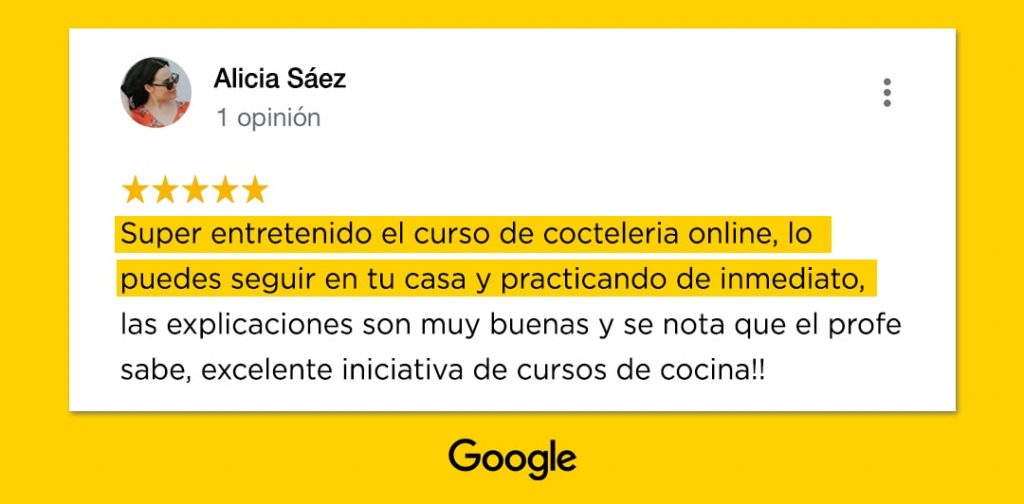 Alicia Sáez
1 opinión
Super entretenido el curso de cocteleria online, lo
puedes seguir en tu casa y practicando de inmediato,
las explicaciones son muy buenas y se nota que el profe
sabe, excelente iniciativa de cursos de cocina!!
Google